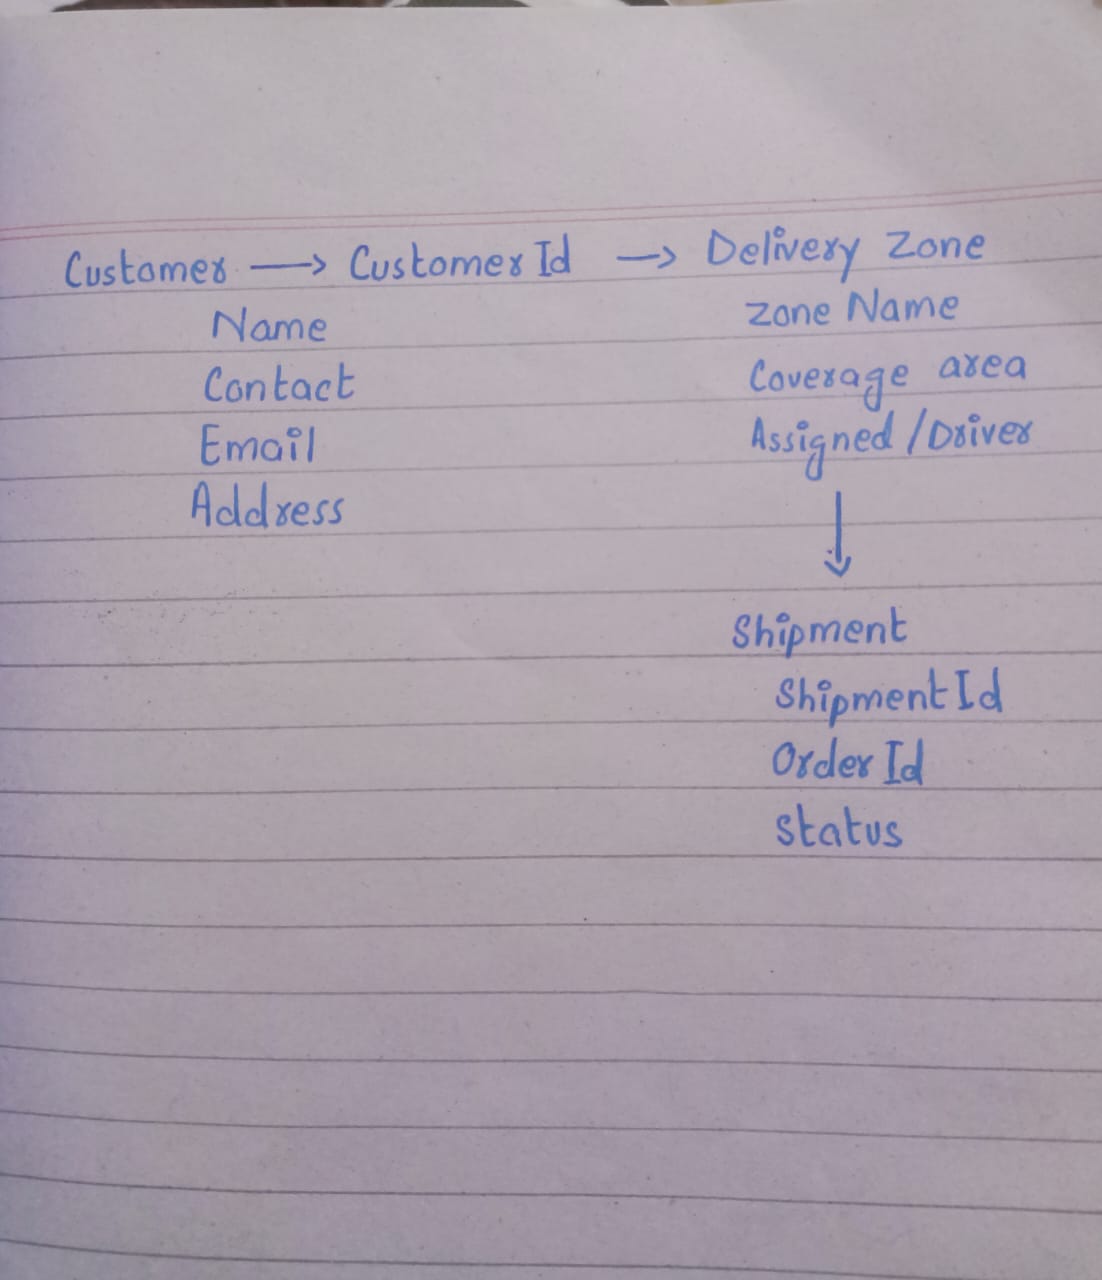 Customer → Customer Id → Delivery Zone
Name
Contact
Email
Address
Zone Name
Coverage area
Assigned / Driver
↓
Shipment
Shipment Id
Order Id
Status